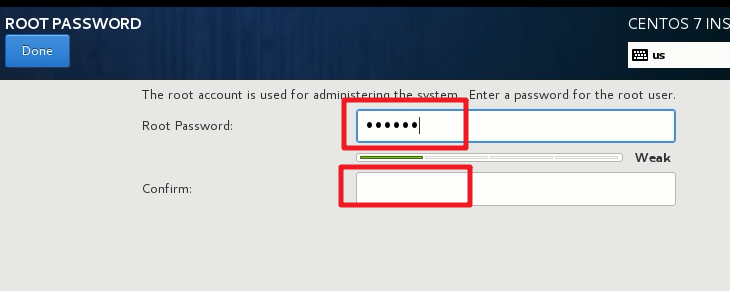 ROOT PASSWORD
CENTOS 7 INS
Done
us
The root account is used for administering the system. Enter a password for the root user.
Root Password:
••••••
Weak
Confirm: